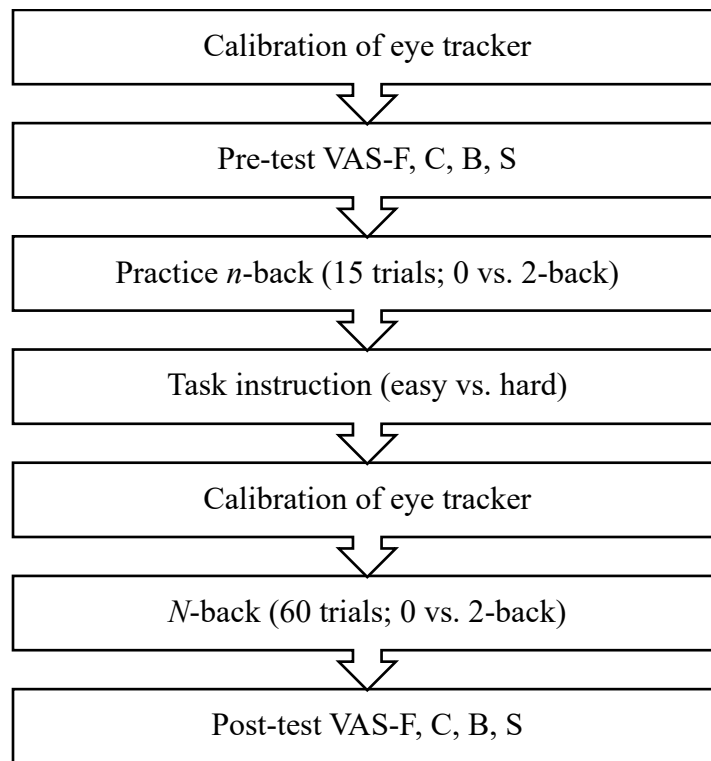 Calibration of eye tracker
Pre-test VAS-F, C, B, S
Practice n-back (15 trials; 0 vs. 2-back)
Task instruction (easy vs. hard)
Calibration of eye tracker
N-back (60 trials; 0 vs. 2-back)
Post-test VAS-F, C, B, S